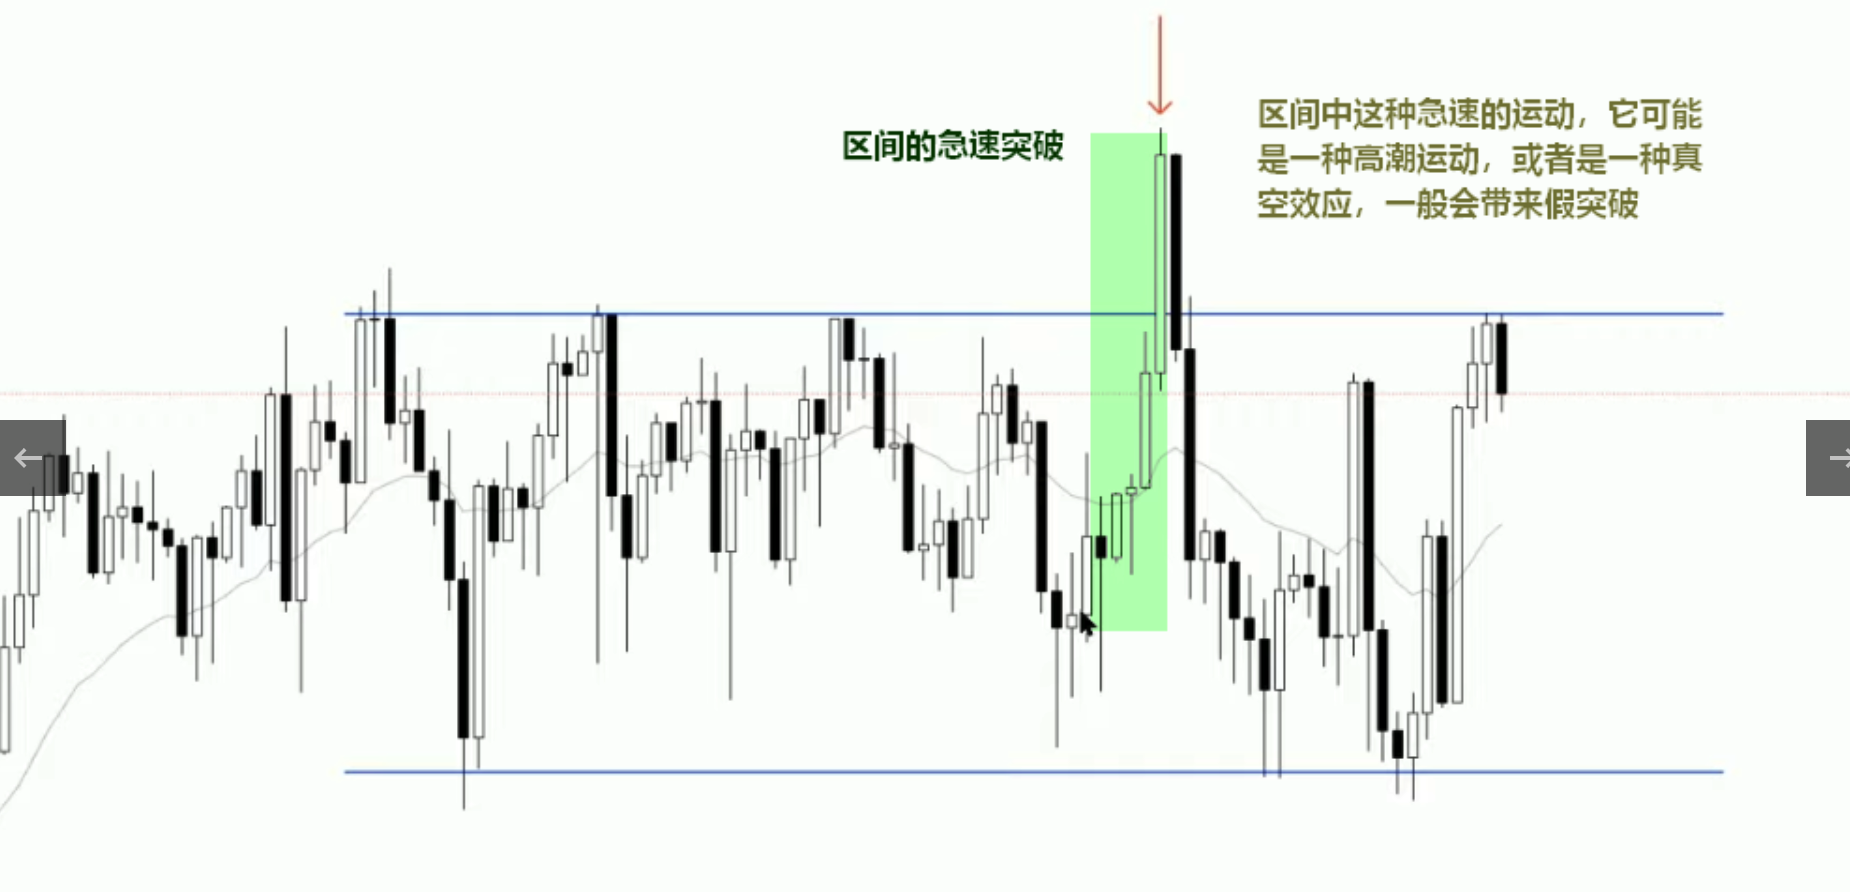 区间的急速突破
区间中这种急速的运动，它可能
是一种高潮运动，或者是一种真
空效应，一般会带来假突破